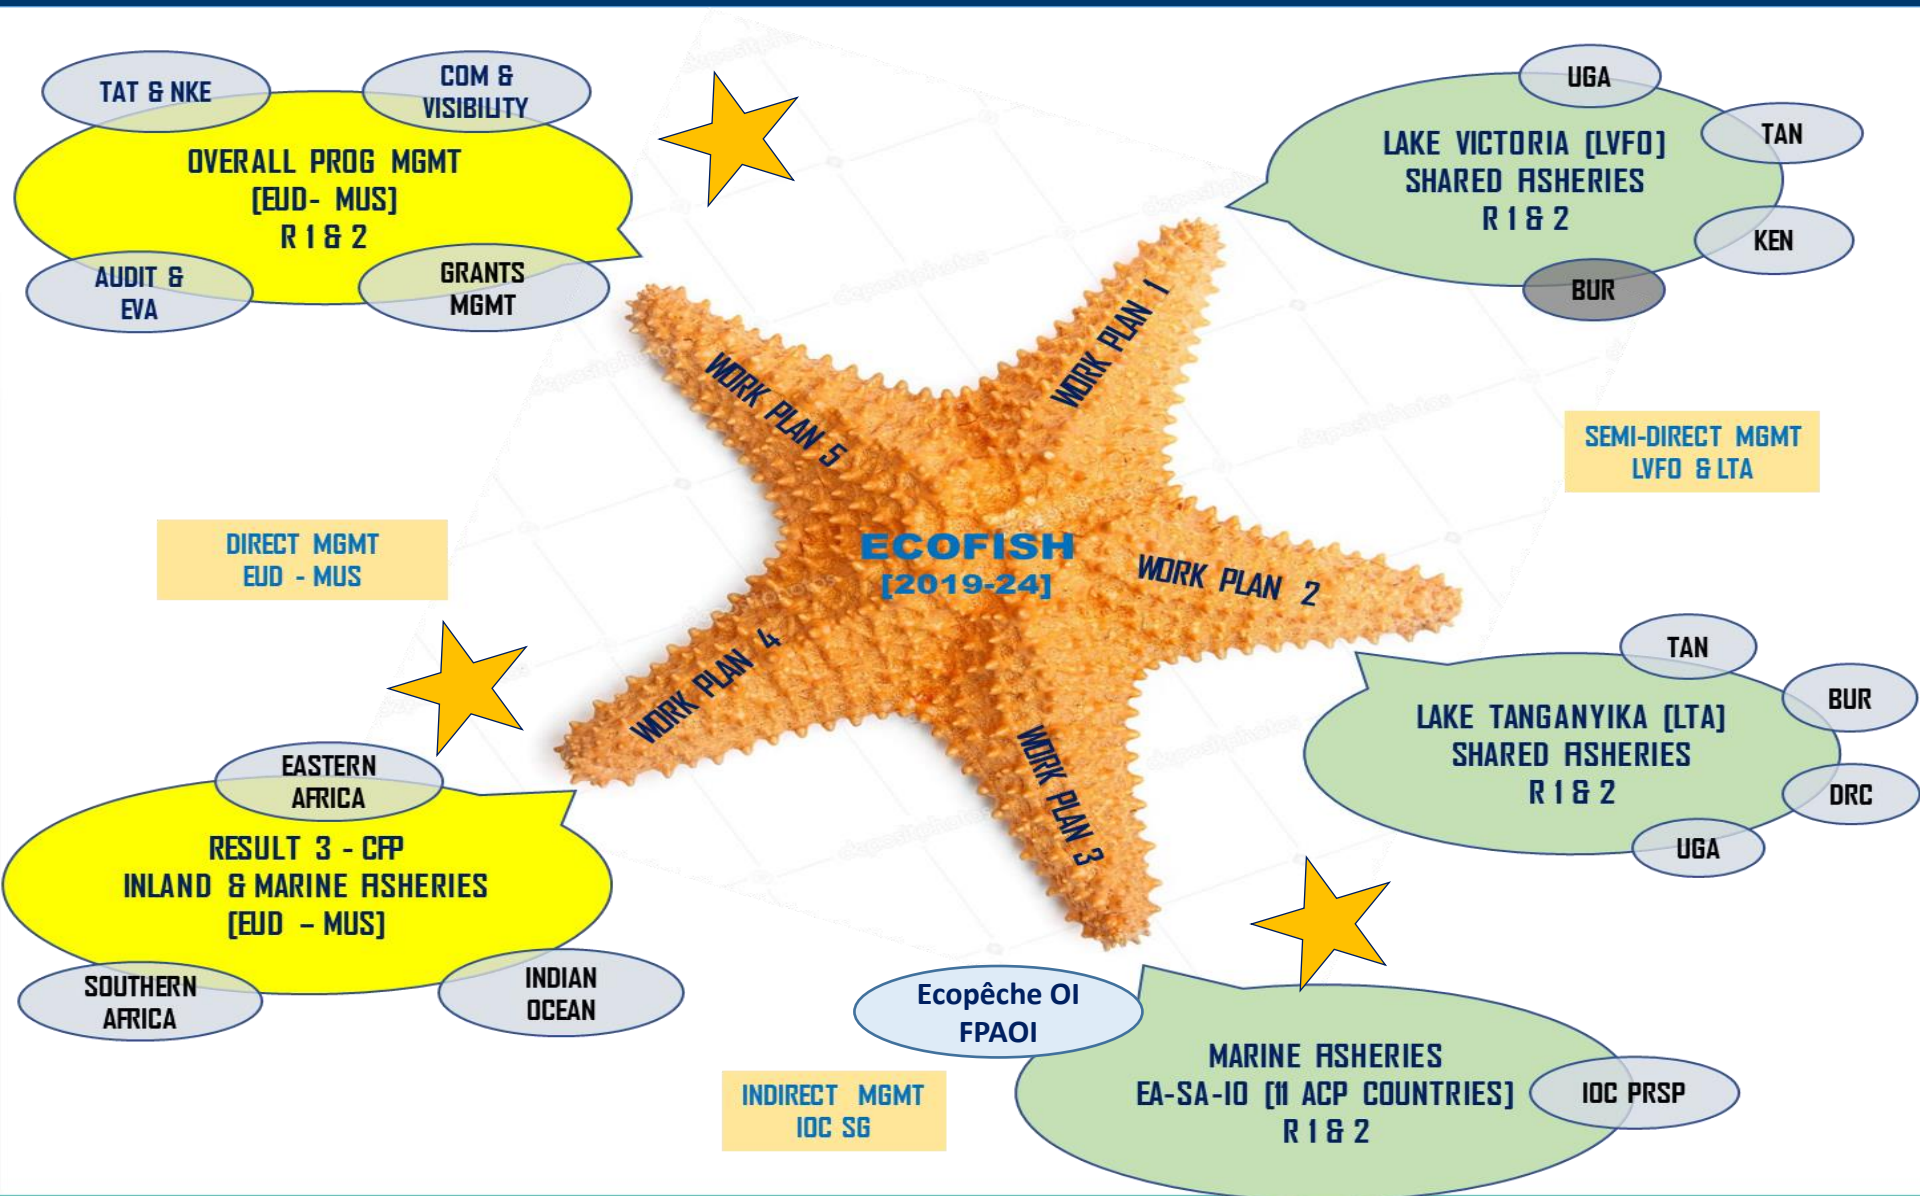 TAT & NKE
COM &
VISIBILITY
OVERALL PROG MGMT
[EUD- MUS]
R 1 & 2
AUDIT &
EVA
GRANTS
MGMT
UGA
TAN
LAKE VICTORIA [LVFO]
SHARED FISHERIES
R 1 & 2
KEN
BUR
WORK PLAN 1
WORK PLAN 5
SEMI-DIRECT MGMT
LVFO & LTA
DIRECT MGMT
EUD - MUS
ECOFISH
[2019-24]
WORK PLAN 2
WORK PLAN 4
WORK PLAN 3
TAN
BUR
LAKE TANGANYIKA [LTA]
SHARED FISHERIES
R 1 & 2
DRC
UGA
EASTERN
AFRICA
RESULT 3 - CFP
INLAND & MARINE FISHERIES
[EUD – MUS]
SOUTHERN
AFRICA
INDIAN
OCEAN
Ecopêche OI
FPAOI
MARINE FISHERIES
EA-SA-IO [11 ACP COUNTRIES]
R 1 & 2
IOC PRSP
INDIRECT MGMT
IOC SG
depositphotos
depositphotos
depositphotos
depositphotos